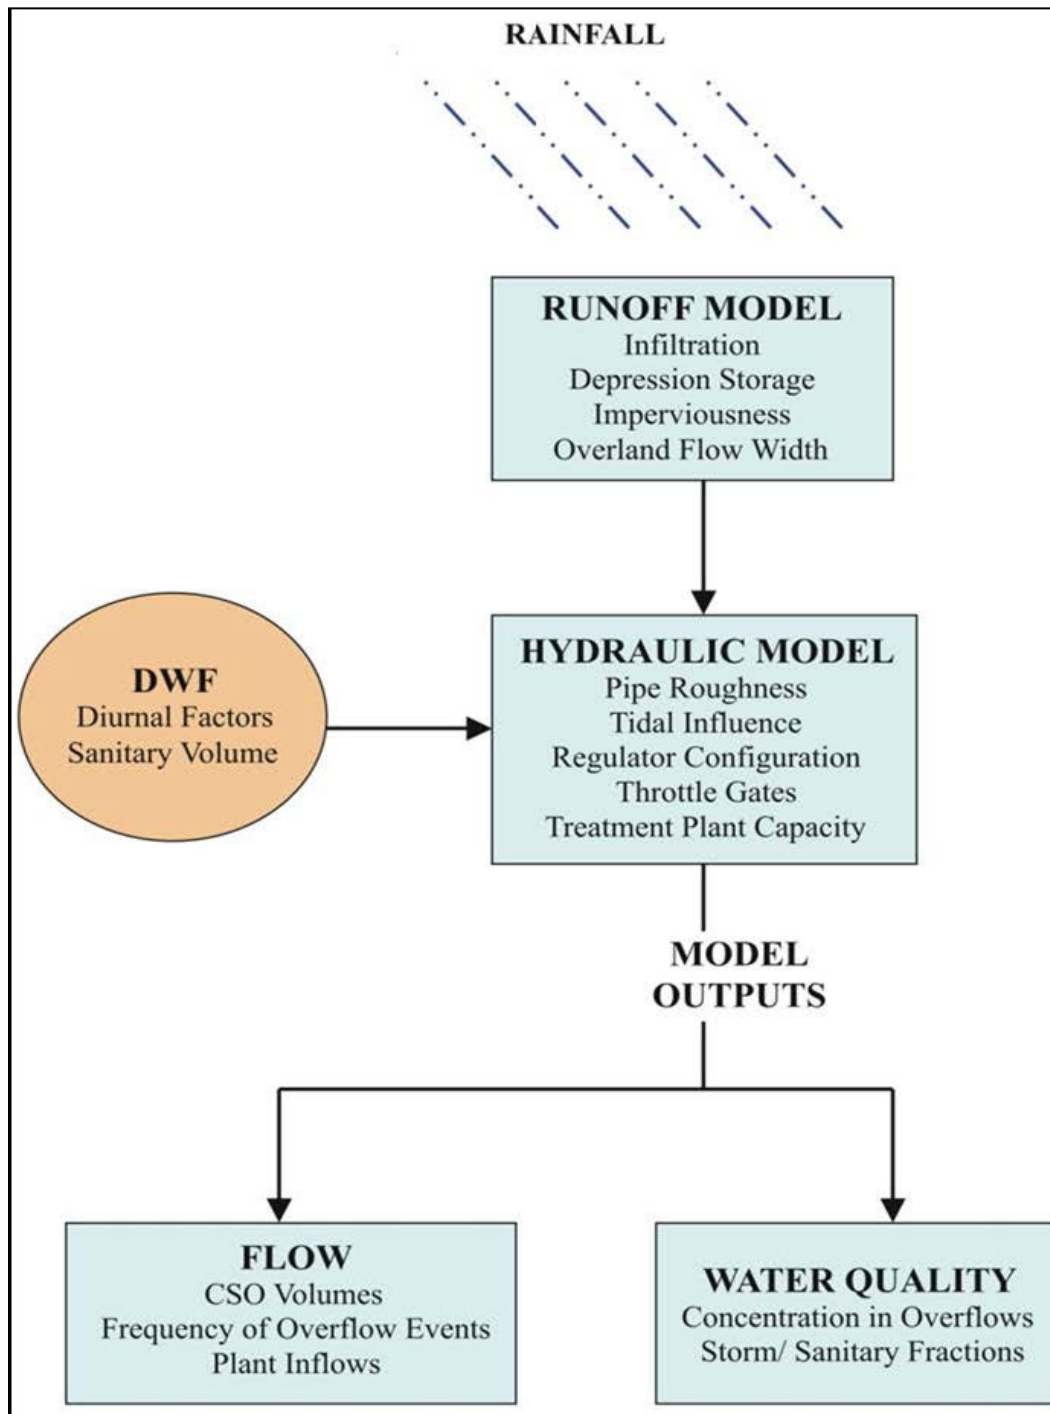 RAINFALL
RUNOFF MODEL
Infiltration
Depression Storage
Imperviousness
Overland Flow Width
DWF
Diurnal Factors
Sanitary Volume
HYDRAULIC MODEL
Pipe Roughness
Tidal Influence
Regulator Configuration
Throttle Gates
Treatment Plant Capacity
MODEL
OUTPUTS
FLOW
CSO Volumes
Frequency of Overflow Events
Plant Inflows
WATER QUALITY
Concentration in Overflows
Storm/ Sanitary Fractions